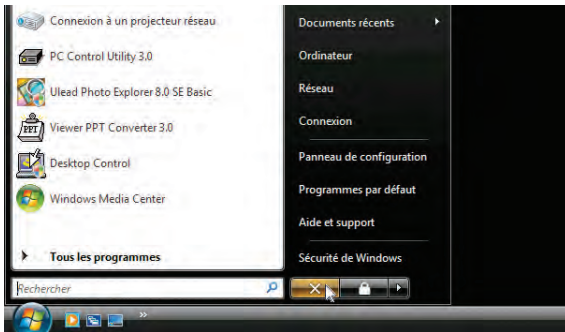 Connexion à un projecteur réseau
PC Control Utility 3.0
Ulead Photo Explorer 8.0 SE Basic
PPT
Viewer PPT Converter 3.0
Desktop Control
Windows Media Center
Tous les programmes
Rechercher
Documents récents
Ordinateur
Réseau
Connexion
Panneau de configuration
Programmes par défaut
Aide et support
Sécurité de Windows
»